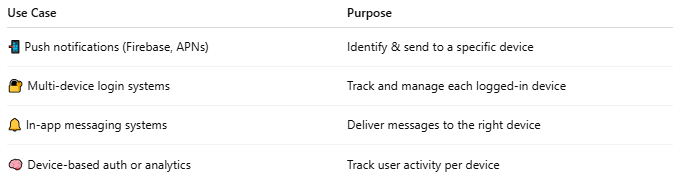 Use Case Purpose
📲 Push notifications (Firebase, APNs) Identify & send to a specific device
🔐 Multi-device login systems Track and manage each logged-in device
🔔 In-app messaging systems Deliver messages to the right device
🧠 Device-based auth or analytics Track user activity per device